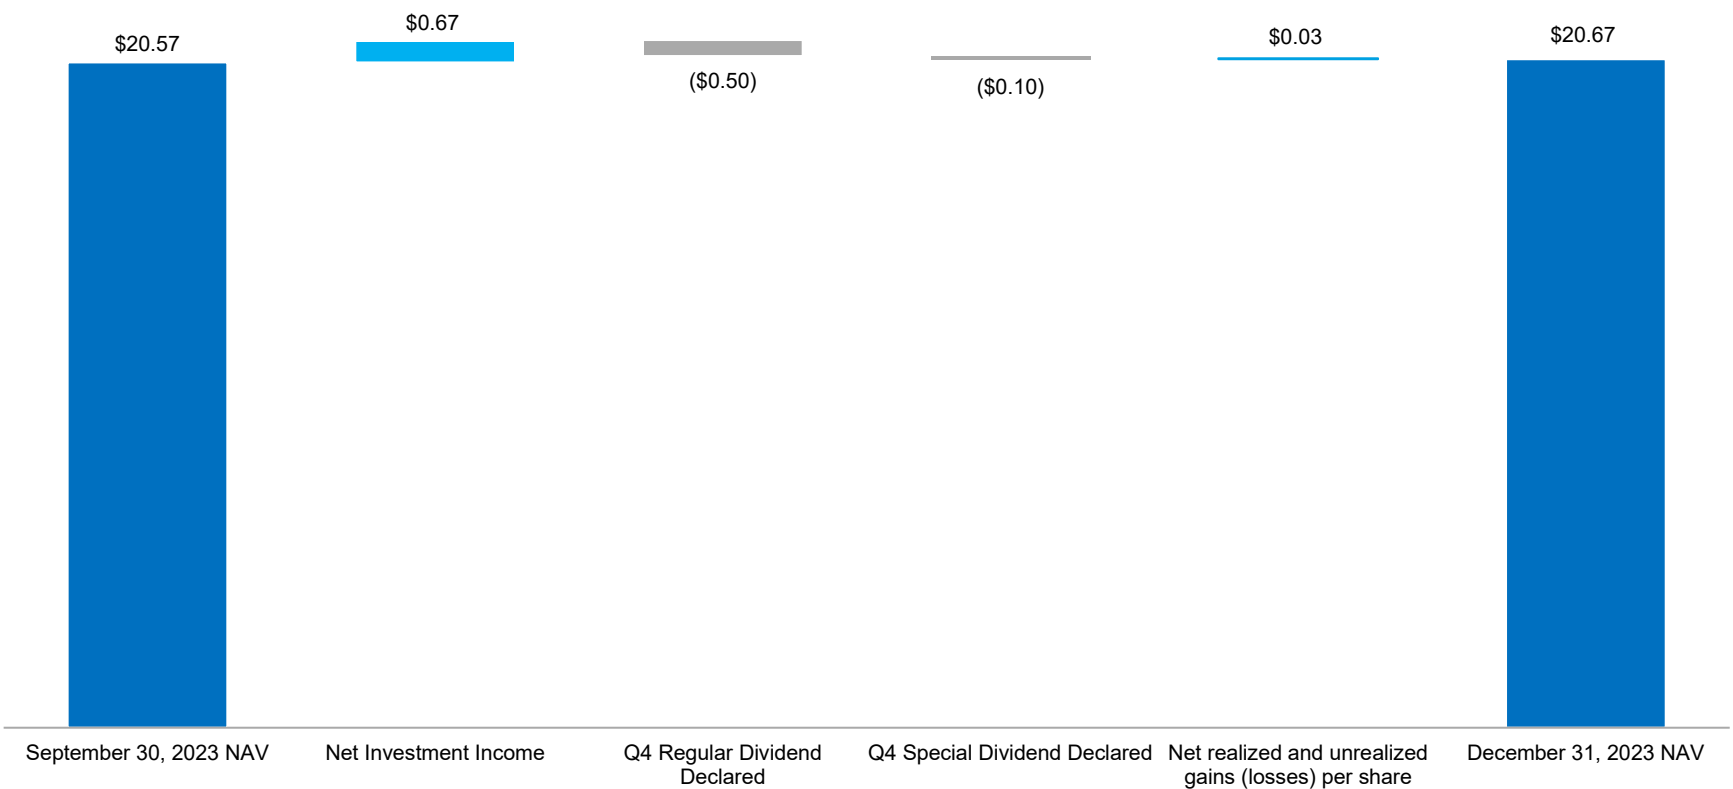 $20.57
$0.67
($0.50)
($0.10)
$0.03
$20.67
September 30, 2023 NAV
Net Investment Income
Q4 Regular Dividend
Declared
Q4 Special Dividend Declared
Net realized and unrealized
gains (losses) per share
December 31, 2023 NAV